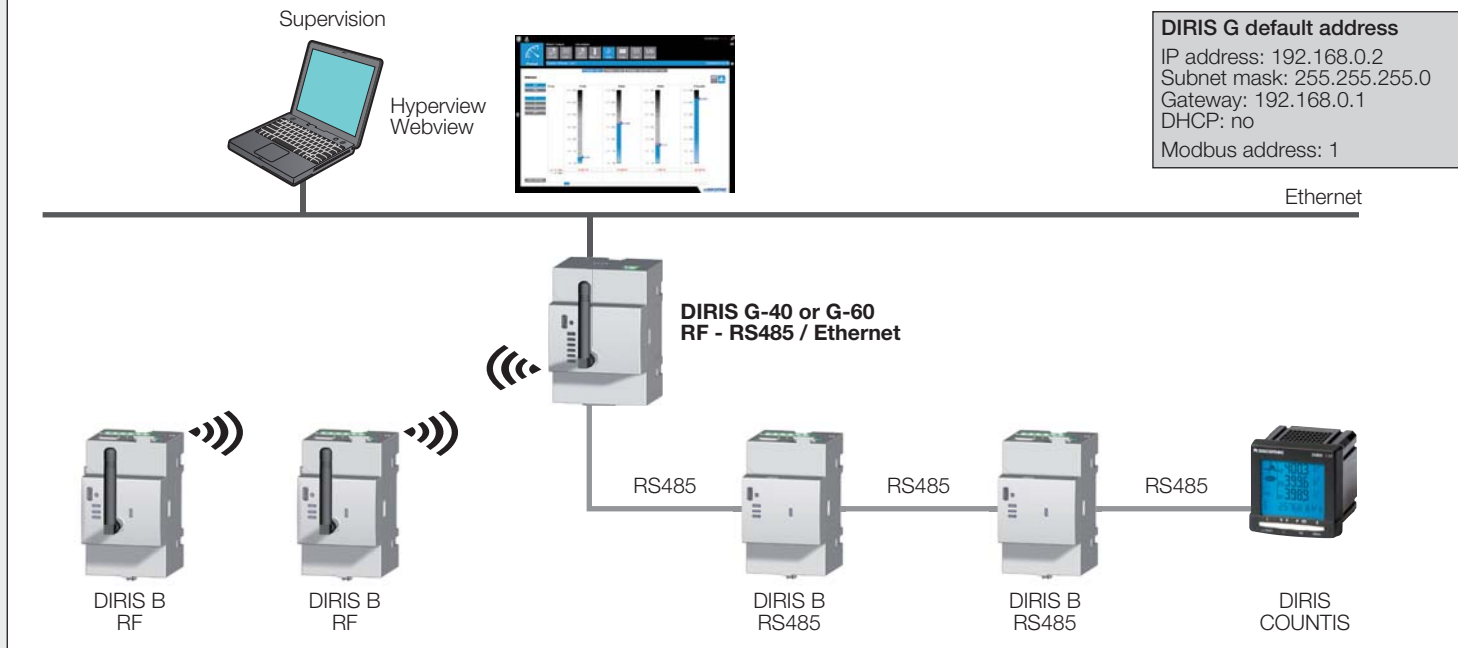 Supervision
Hyperview
Webview
DIRIS G default address
IP address: 192.168.0.2
Subnet mask: 255.255.255.0
Gateway: 192.168.0.1
DHCP: no
Modbus address: 1
Ethernet
DIRIS G-40 or G-60
RF - RS485 / Ethernet
RS485
RS485
RS485
DIRIS B
RF
DIRIS B
RF
DIRIS B
RS485
DIRIS B
RS485
DIRIS
COUNTIS